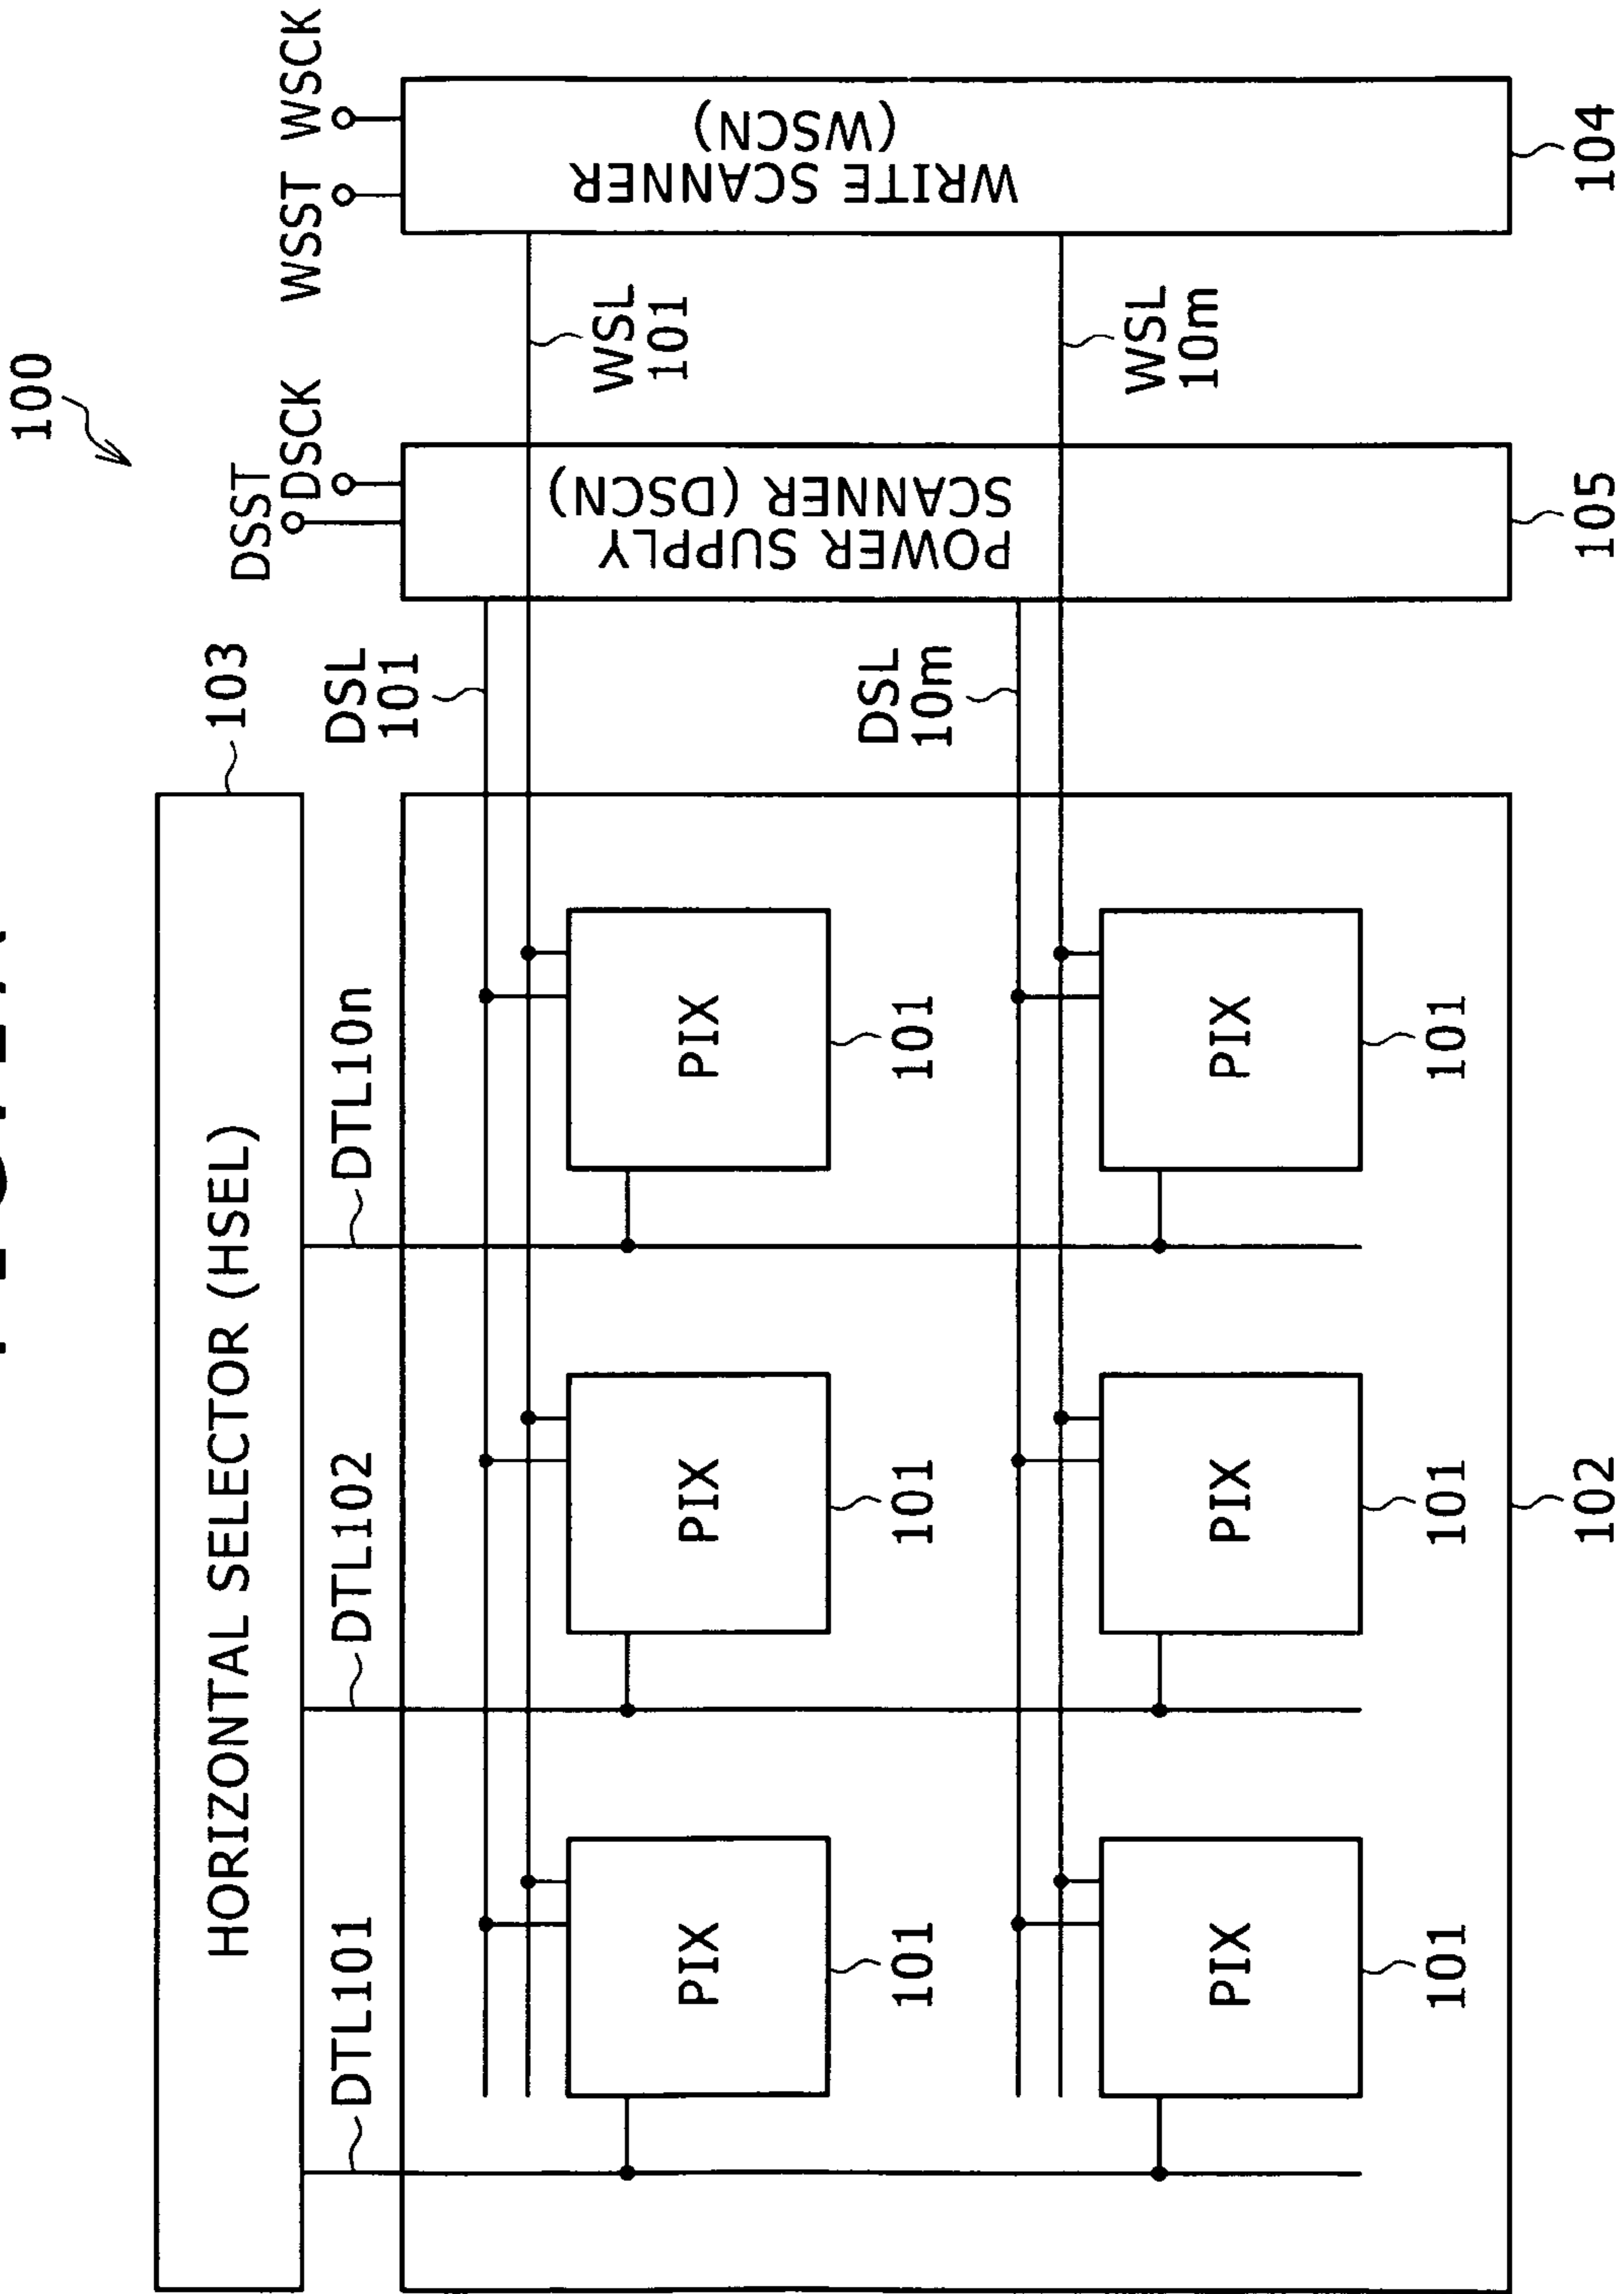 100
DSST
DSCK
WSST
WSCK
103
HORIZONTAL SELECTOR (HSEL)
DTL101
DTL102
DTL10n
DSL
101
WSL
101
POWER SUPPLY
SCANNER (DSCN)
WRITE SCANNER
(WSCN)
PIX
PIX
PIX
101
101
101
DSL
10m
WSL
10m
PIX
PIX
PIX
101
101
101
102
105
104